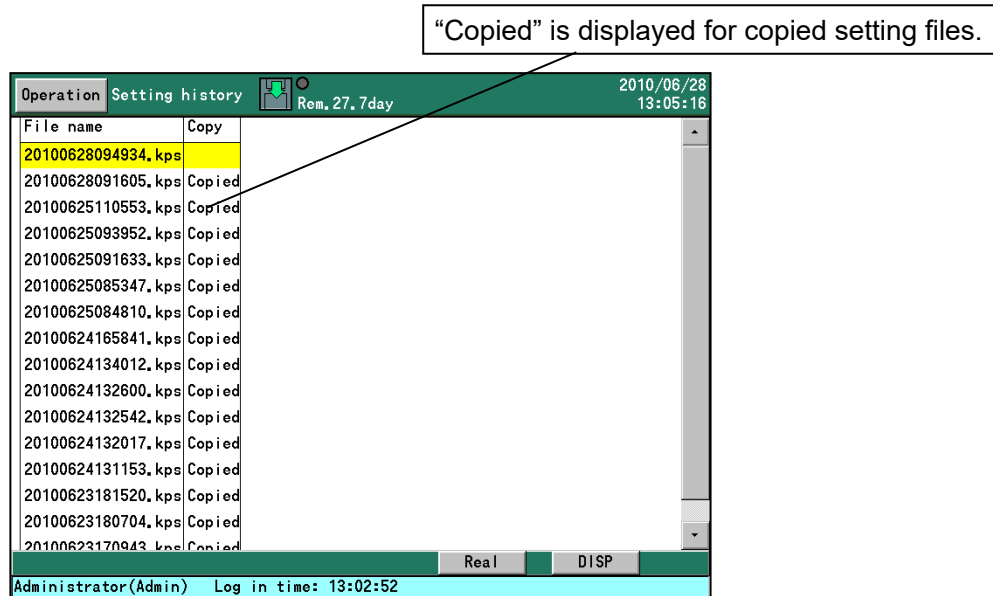 “Copied” is displayed for copied setting files.
Operation Setting history Rem.27.7day 2010/06/28
13:05:16
File name Copy
20100628094934.kps
20100628091605.kps Copied
20100625110553.kps Copied
20100625093952.kps Copied
20100625091633.kps Copied
20100625085347.kps Copied
20100625084810.kps Copied
20100624165841.kps Copied
20100624134012.kps Copied
20100624132600.kps Copied
20100624132542.kps Copied
20100624132017.kps Copied
20100624131153.kps Copied
20100623181520.kps Copied
20100623180704.kps Copied
20100623170943.kps Copied
Real DISP
Administrator(Admin) Log in time: 13:02:52